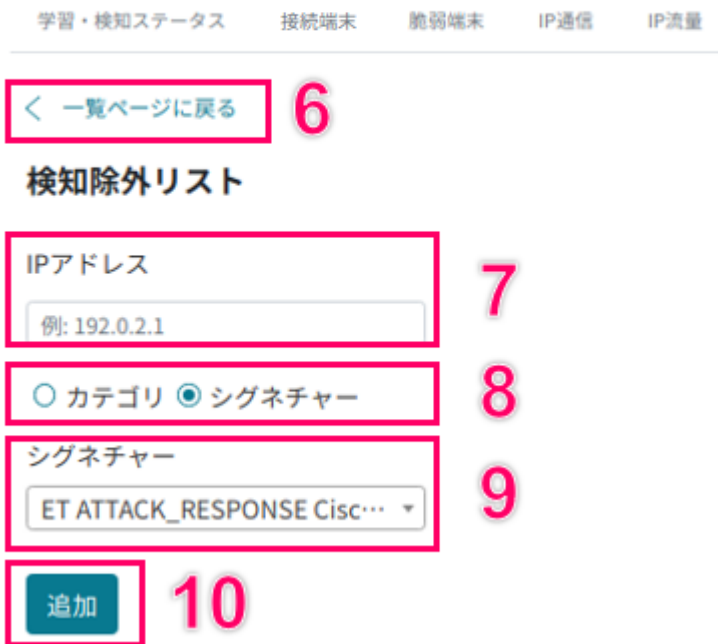 学習・検知ステータス 接続端末 脆弱端末 IP通信 IP流量
< 一覧ページに戻る 6
検知除外リスト
IPアドレス
7
例: 192.0.2.1
カテゴリ シグネチャー 8
シグネチャー
ET ATTACK_RESPONSE Cisc… 9
追加 10